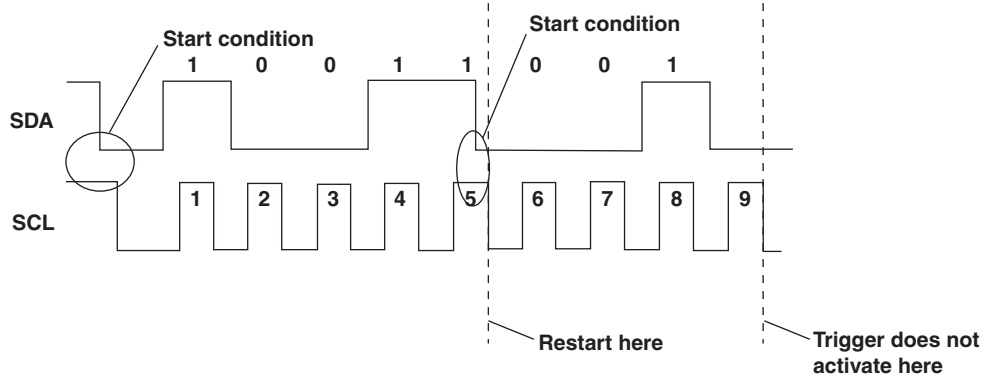 Start condition
Start condition
1 0 0 1 1 0 0 1
SDA
1 2 3 4 5 6 7 8 9
SCL
Restart here
Trigger does not
activate here